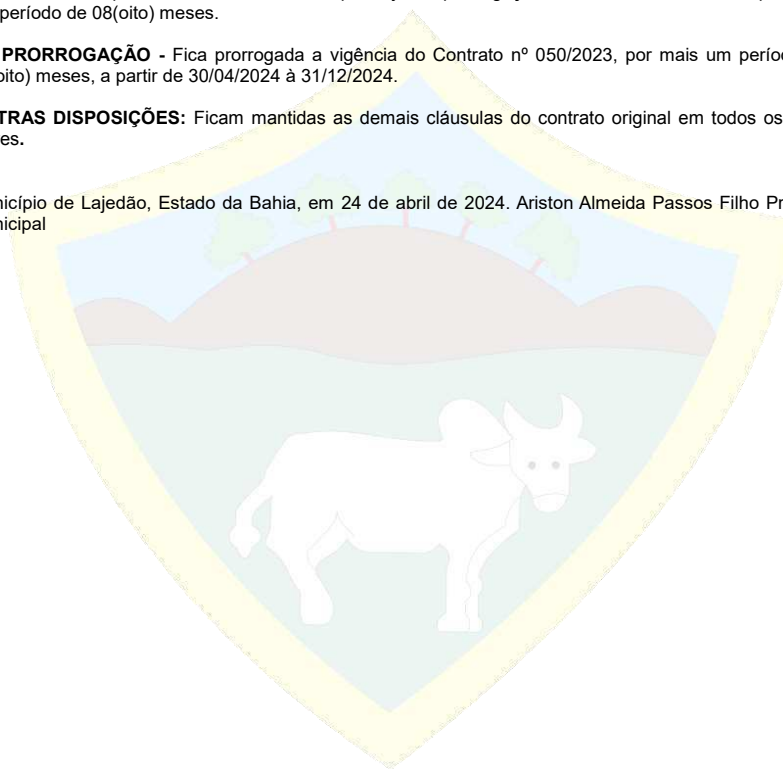 período de 08(oito) meses.
PRORROGAÇÃO - Fica prorrogada a vigência do Contrato nº 050/2023, por mais um
oito) meses, a partir de 30/04/2024 à 31/12/2024.
TRAS DISPOSIÇÕES: Ficam mantidas as demais cláusulas do contrato original em todos os
es.
nicípio de Lajedão, Estado da Bahia, em 24 de abril de 2024. Ariston Almeida Passos Filho
nicipal